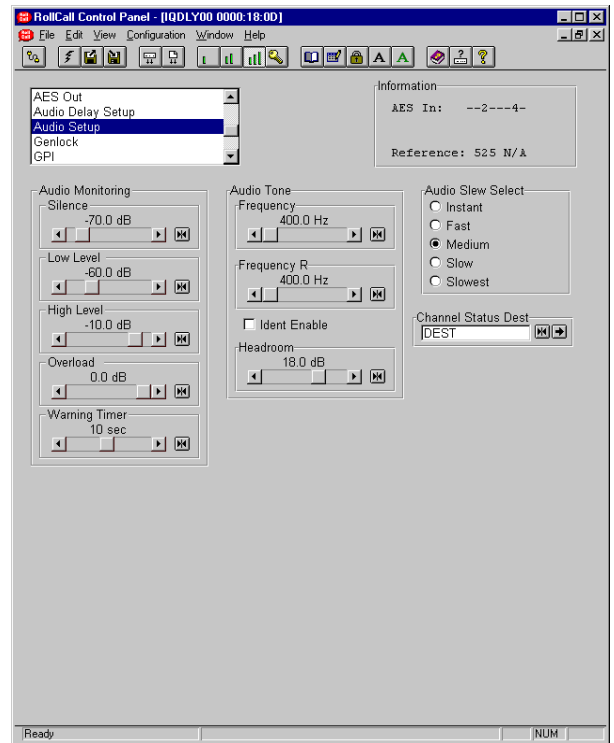 RollCall Control Panel - [IQDLY00 0000:18:0D]
File Edit View Configuration Window Help
A A
AES Out
Audio Delay Setup
Audio Setup
Genlock
GPI
Information
AES In: --2---4-
Reference: 525 N/A
Audio Monitoring
Silence
-70.0 dB
Low Level
-60.0 dB
High Level
-10.0 dB
Overload
0.0 dB
Warning Timer
10 sec
Audio Tone
Frequency
400.0 Hz
Frequency R
400.0 Hz
Ident Enable
Headroom
18.0 dB
Audio Slew Select
Instant
Fast
Medium
Slow
Slowest
Channel Status Dest
DEST
Ready NUM